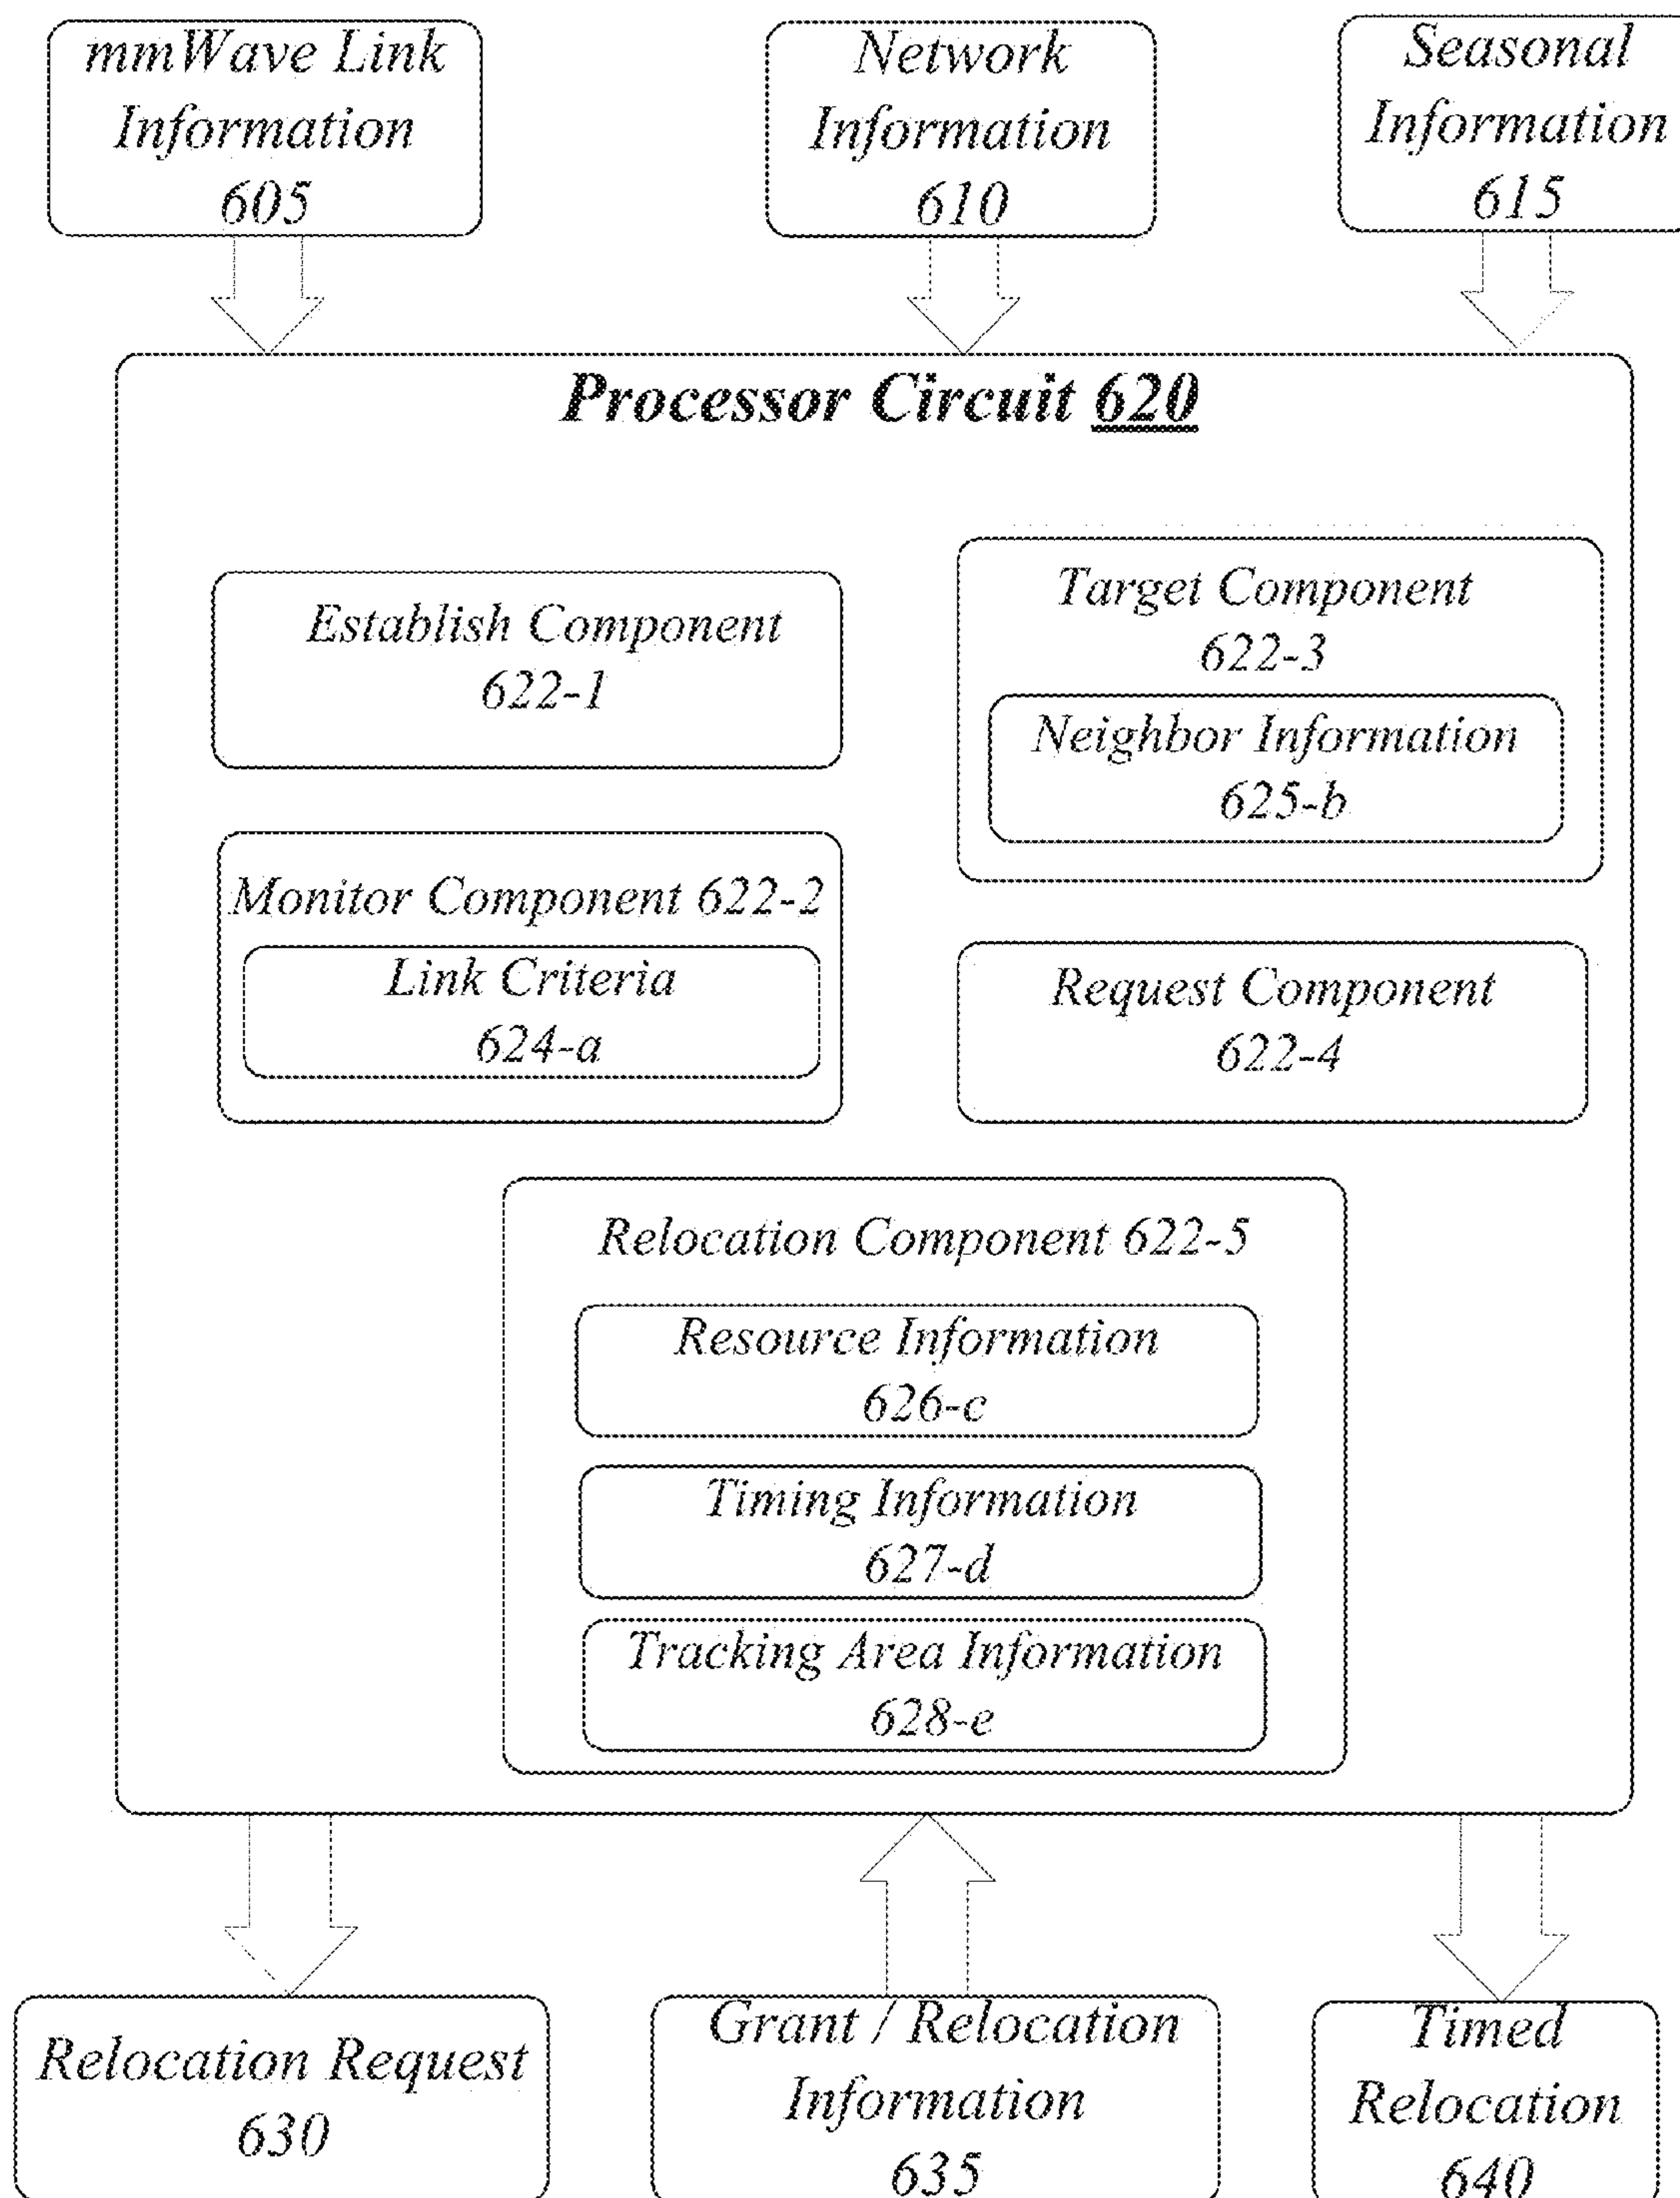 mmWave Link
Information
605
Network
Information
610
Seasonal
Information
615
Processor Circuit 620
Establish Component
622-1
Target Component
622-3
Neighbor Information
625-b
Monitor Component 622-2
Link Criteria
624-a
Request Component
622-4
Relocation Component 622-5
Resource Information
626-c
Timing Information
627-d
Tracking Area Information
628-e
Relocation Request
630
Grant / Relocation
Information
635
Timed
Relocation
640